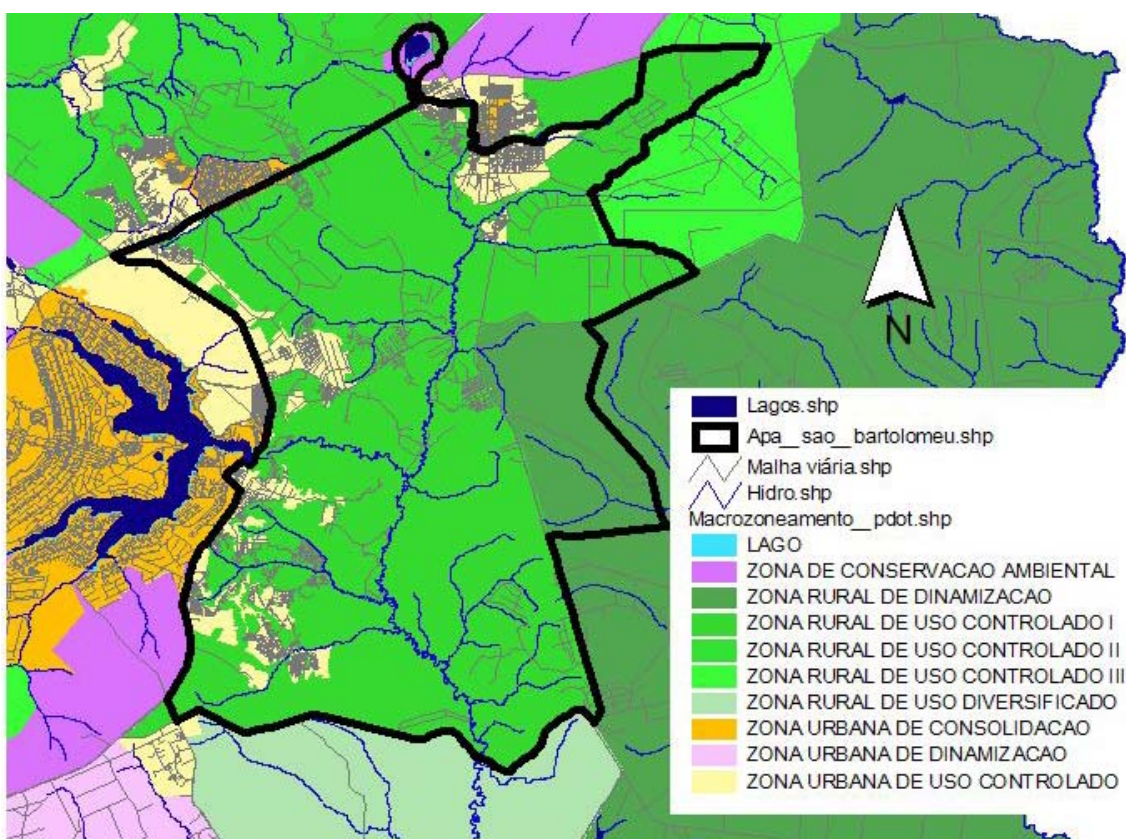 N
Lagos.shp
Apa__sao__bartolomeu.shp
Malha viária.shp
Hidro.shp
Macrozoneamento__pdot.shp
LAGO
ZONA DE CONSERVACAO AMBIENTAL
ZONA RURAL DE DINAMIZACAO
ZONA RURAL DE USO CONTROLADO I
ZONA RURAL DE USO CONTROLADO II
ZONA RURAL DE USO CONTROLADO III
ZONA RURAL DE USO DIVERSIFICADO
ZONA URBANA DE CONSOLIDACAO
ZONA URBANA DE DINAMIZACAO
ZONA URBANA DE USO CONTROLADO